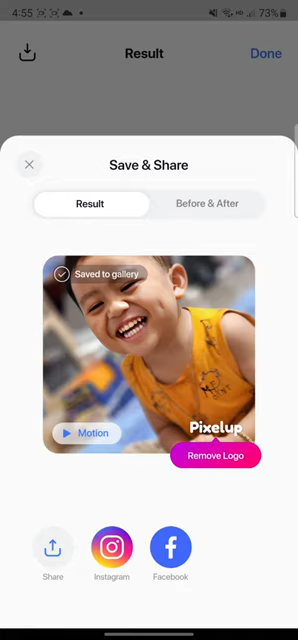 4:55 73%
Result Done
Save & Share
Result Before & After
Saved to gallery
Motion
Pixelup
Remove Logo
Share Instagram Facebook